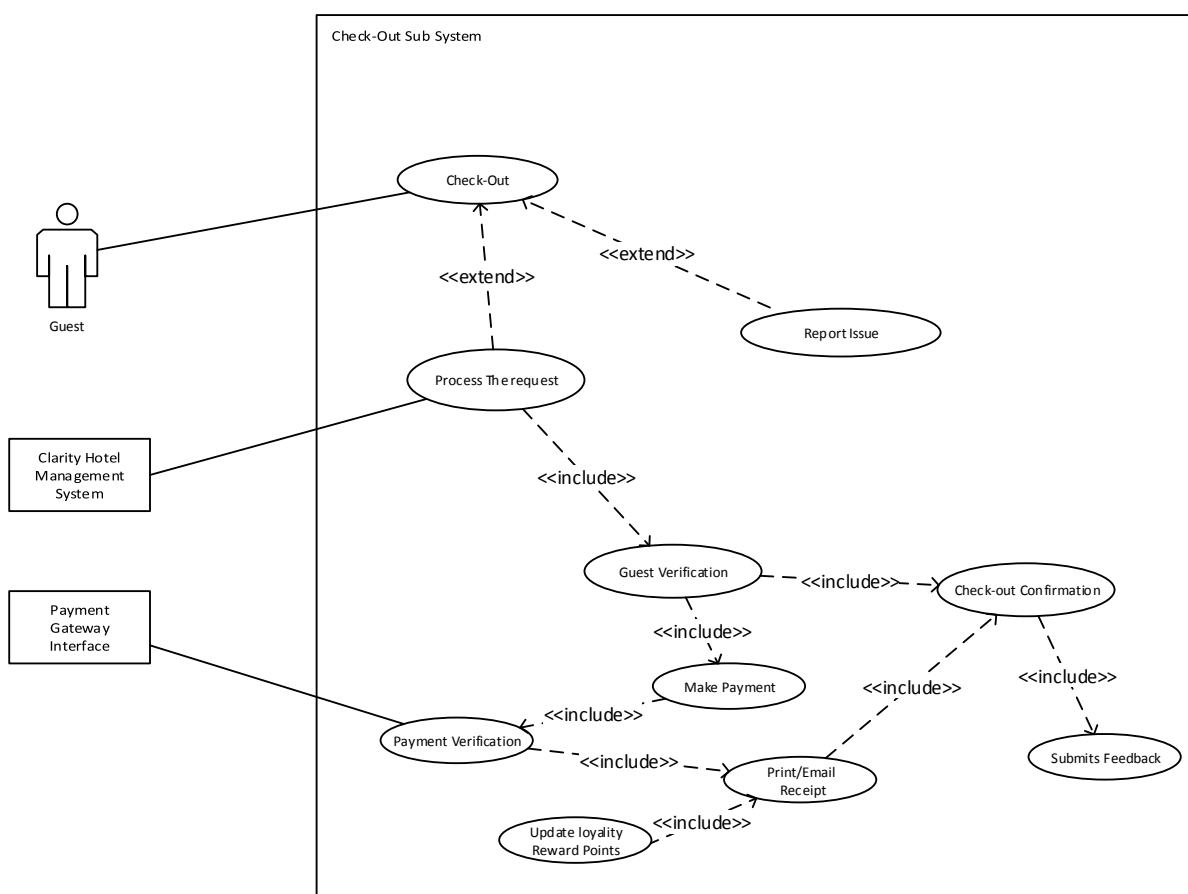 Check-Out Sub System
Check-Out
<<extend>>
<<extend>>
Guest
Report Issue
Process The request
Clarity Hotel
Management
System
<<include>>
Guest Verification
<<include>>
Check-out Confirmation
Payment
Gateway
Interface
<<include>>
Make Payment
<<include>>
<<include>>
<<include>>
Payment Verification
<<include>>
Print/Email
Receipt
Submits Feedback
<<include>>
Update loyality
Reward Points